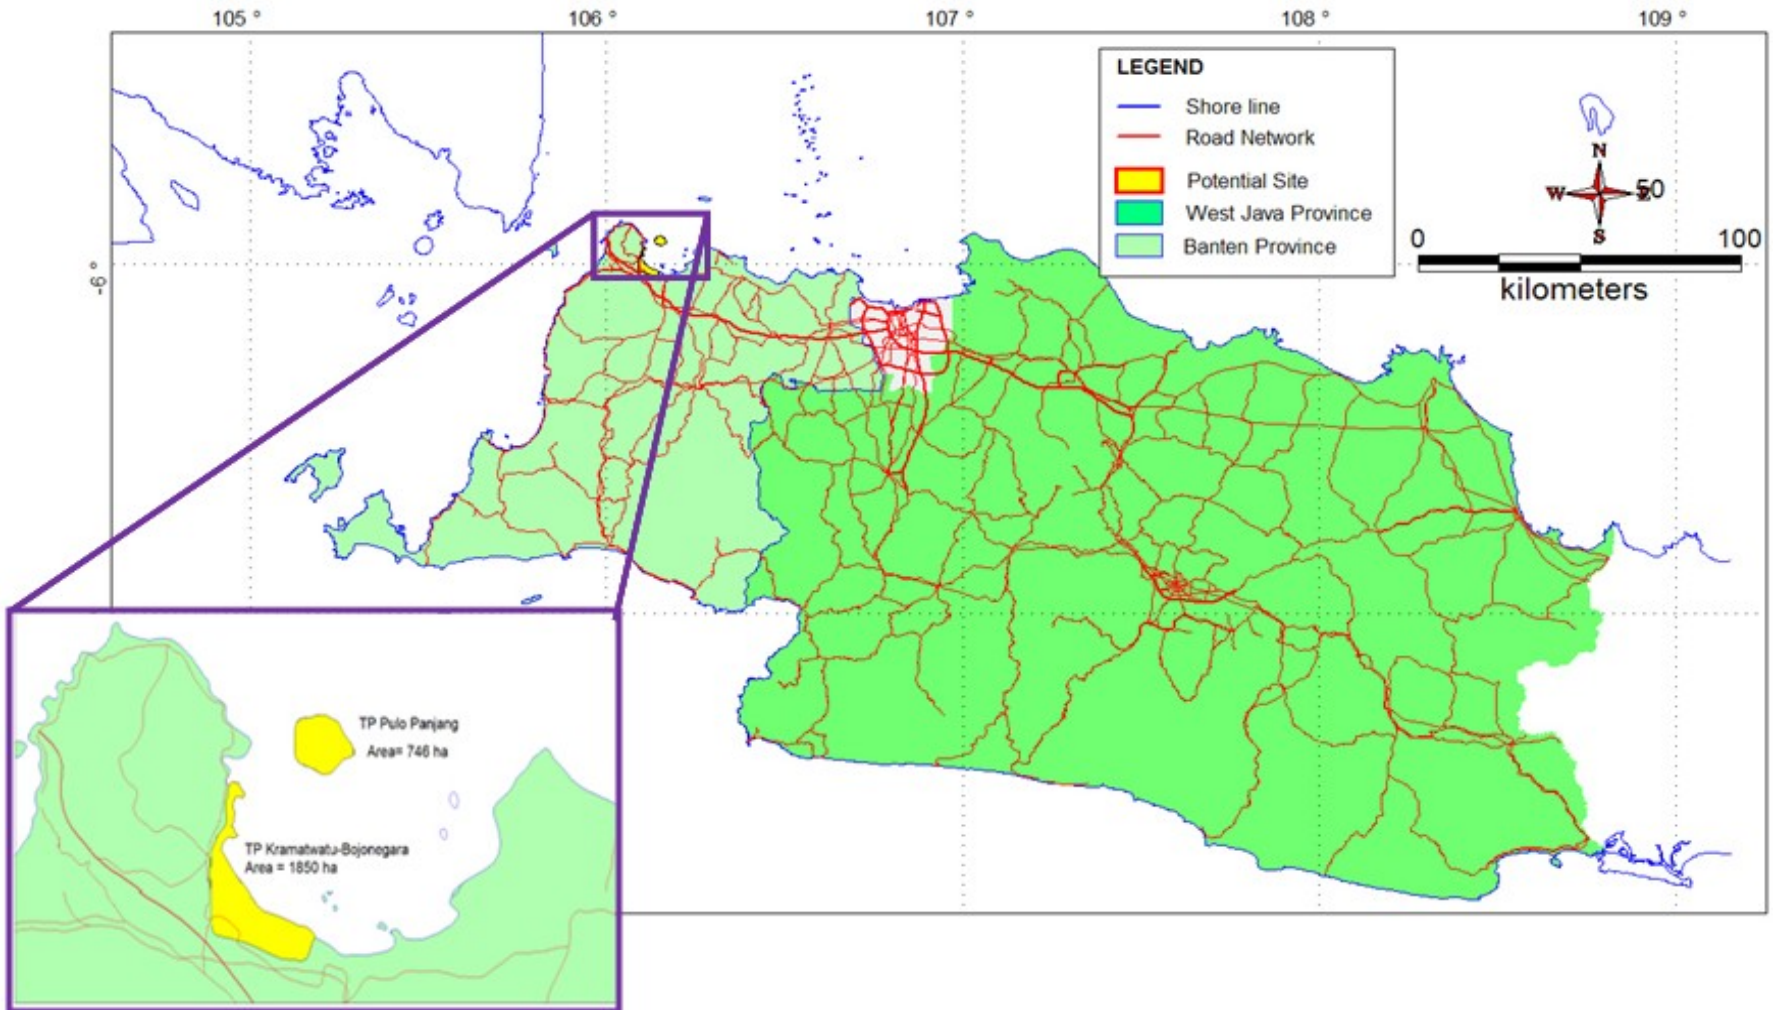 105 °
106 °
107 °
108 °
109 °
-6 °
LEGEND
Shore line
Road Network
Potential Site
West Java Province
Banten Province
N
W
E
S
0
50
100
kilometers
TP Pulo Panjang
Area= 746 ha
TP Kramatwatu-Bojonegara
Area = 1850 ha